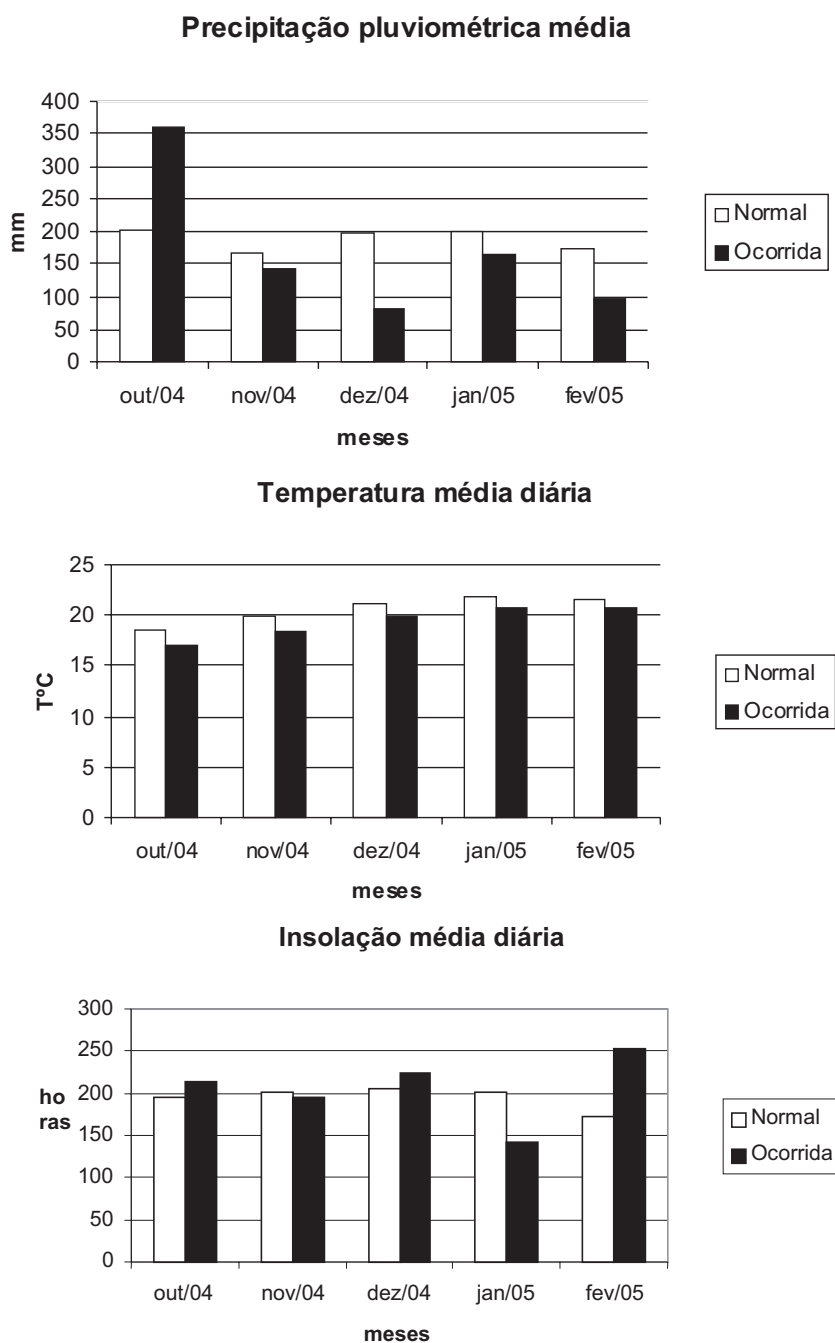 Precipitação pluviométrica média
400
350
300
250
200
150
100
50
0
mm
out/04 nov/04 dez/04 jan/05 fev/05
meses
Normal
Ocorrida
Temperatura média diária
25
20
15
10
5
0
TºC
out/04 nov/04 dez/04 jan/05 fev/05
meses
Normal
Ocorrida
Insolação média diária
300
250
200
150
100
50
0
ho
ras
out/04 nov/04 dez/04 jan/05 fev/05
meses
Normal
Ocorrida